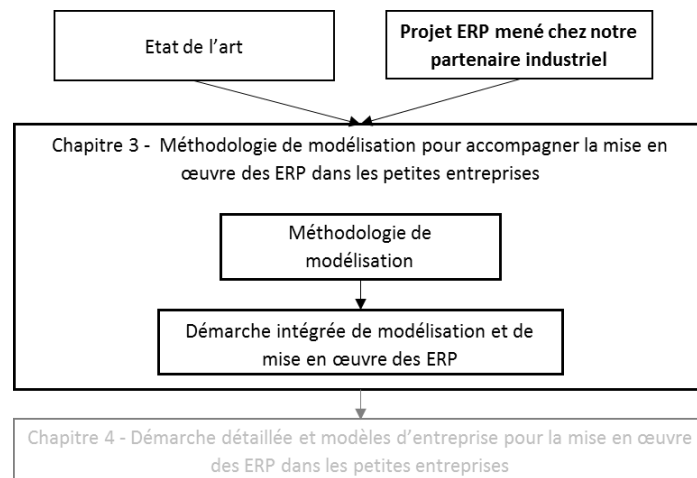 Etat de l’art
Projet ERP mené chez notre
partenaire industriel
Chapitre 3 - Méthodologie de modélisation pour accompagner la mise en
œuvre des ERP dans les petites entreprises
Méthodologie de
modélisation
Démarche intégrée de modélisation et de
mise en œuvre des ERP
Chapitre 4 - Démarche détaillée et modèles d’entreprise pour la mise en œuvre
des ERP dans les petites entreprises